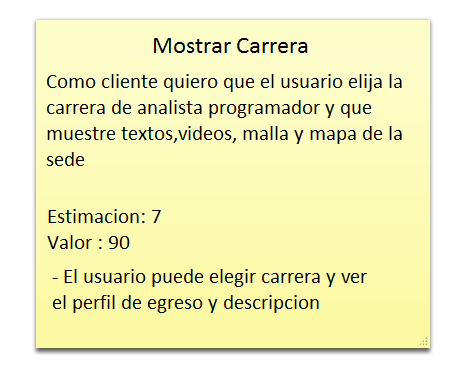 Mostrar Carrera
Como cliente quiero que el usuario elija la
carrera de analista programador y que
muestre textos,videos, malla y mapa de la
sede
Estimacion: 7
Valor : 90
- El usuario puede elegir carrera y ver
el perfil de egreso y descripcion